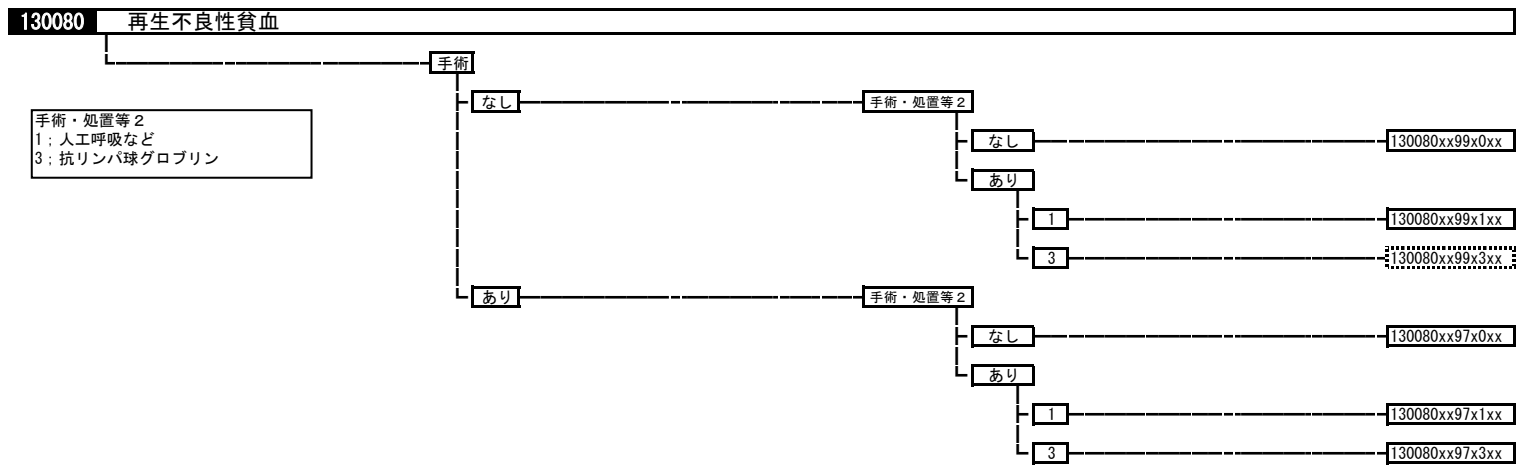 130080 再生不良性貧血
手術
なし 手術・処置等２
手術・処置等２
1；人工呼吸など
3；抗リンパ球グロブリン
なし 130080xx99x0xx
あり
1 130080xx99x1xx
3 130080xx99x3xx
あり 手術・処置等２
なし 130080xx97x0xx
あり
1 130080xx97x1xx
3 130080xx97x3xx